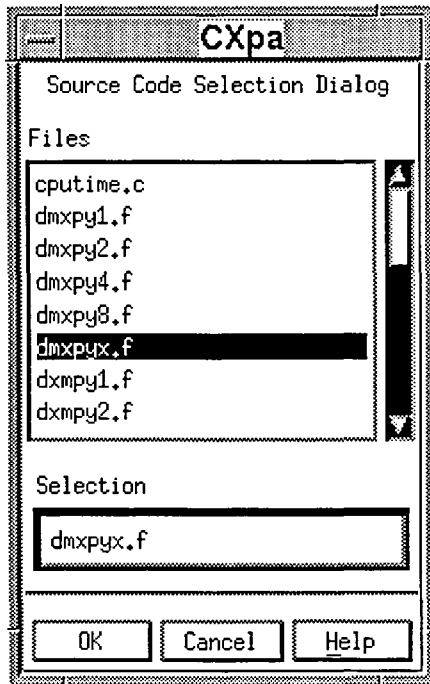 CXpa
Source Code Selection Dialog
Files
cputime.c
dmxpy1.f
dmxpy2.f
dmxpy4.f
dmxpy8.f
dmxpyx.f
dxmpy1.f
dxmpy2.f
Selection
dmxpyx.f
OK Cancel Help